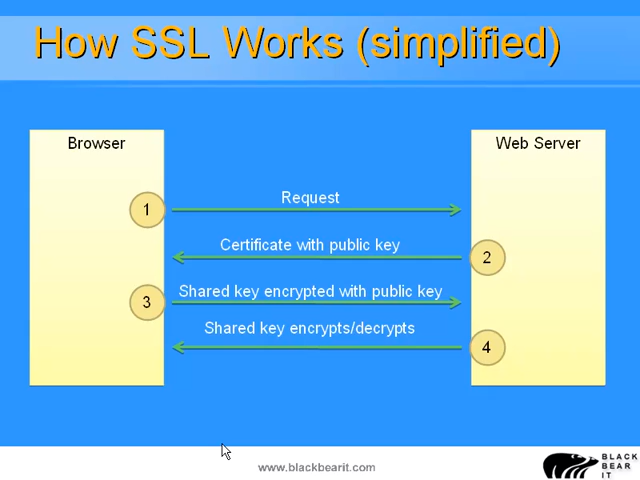 How SSL Works (simplified)
Browser
Web Server
1
Request
Certificate with public key
2
Shared key encrypted with public key
3
Shared key encrypts/decrypts
4
www.blackbearit.com
BLACK
BEAR
IT